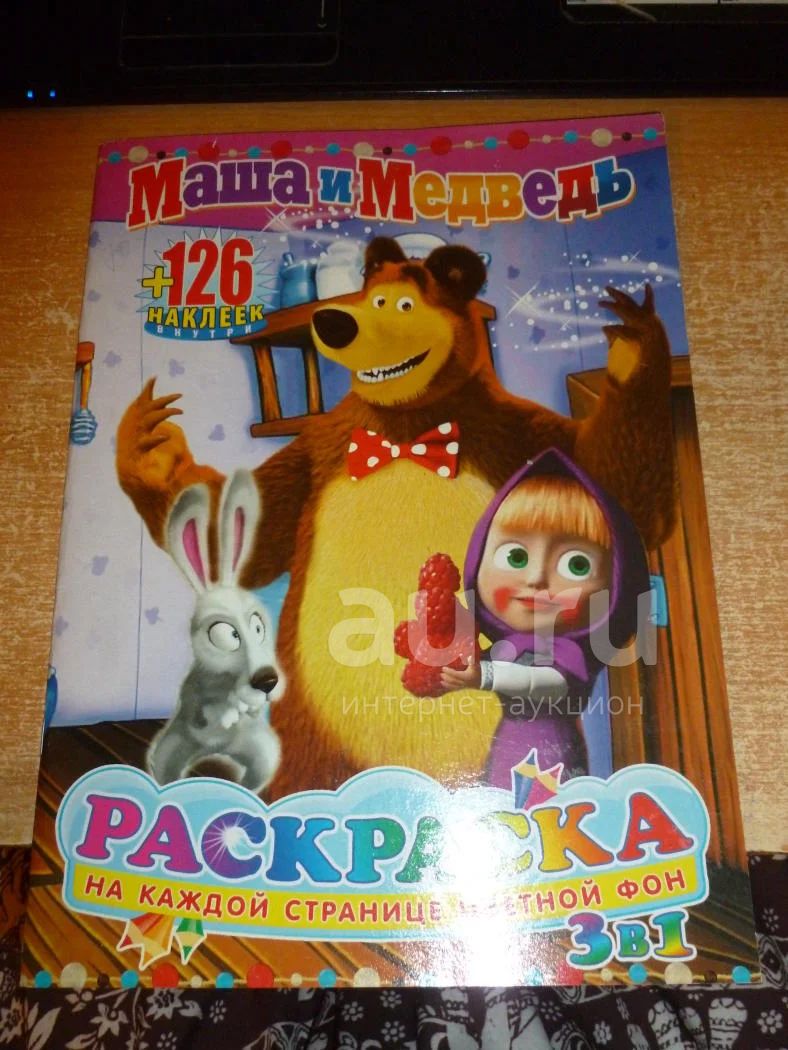 Маша и Медведь
+126
НАКЛЕЕК
ВНУТРИ
au.ru
интернет-аукцион
РАСКРАСКА
НА КАЖДОЙ СТРАНИЦЕ ЦВЕТНОЙ ФОН
3в1